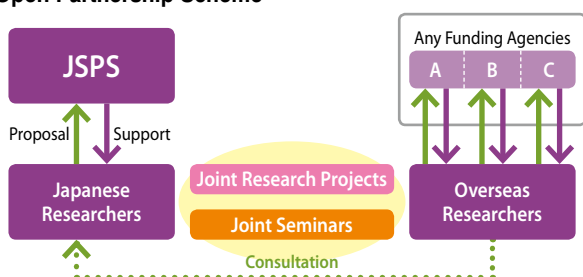 Open Partnership Scheme
JSPS
Any Funding Agencies
A B C
Proposal
Support
Japanese
Researchers
Joint Research Projects
Joint Seminars
Overseas
Researchers
Consultation